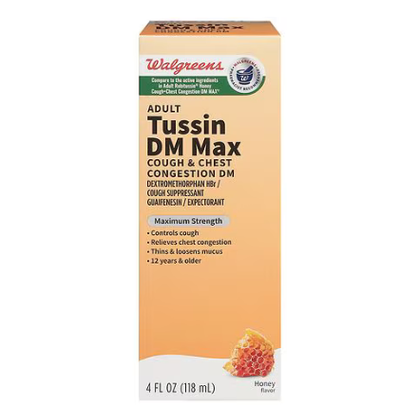 Walgreens
Compare to the active ingredients
in Adult Robitussin® Honey
Cough+Chest Congestion DM MAX
ADULT
Tussin
DM Max
COUGH & CHEST
CONGESTION DM
DEXTROMETHORPHAN HBr /
COUGH SUPPRESSANT
GUAIFENESIN / EXPECTORANT
Maximum Strength
• Controls cough
• Relieves chest congestion
• Thins & loosens mucus
• 12 years & older
4 FL OZ (118 mL)
Honey
flavor